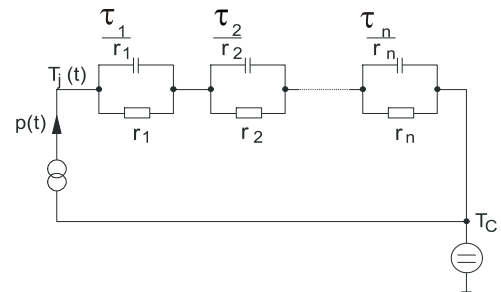 τ1/r1 τ2/r2 τn/rn
Tj(t)
p(t)
r1 r2 rn
TC